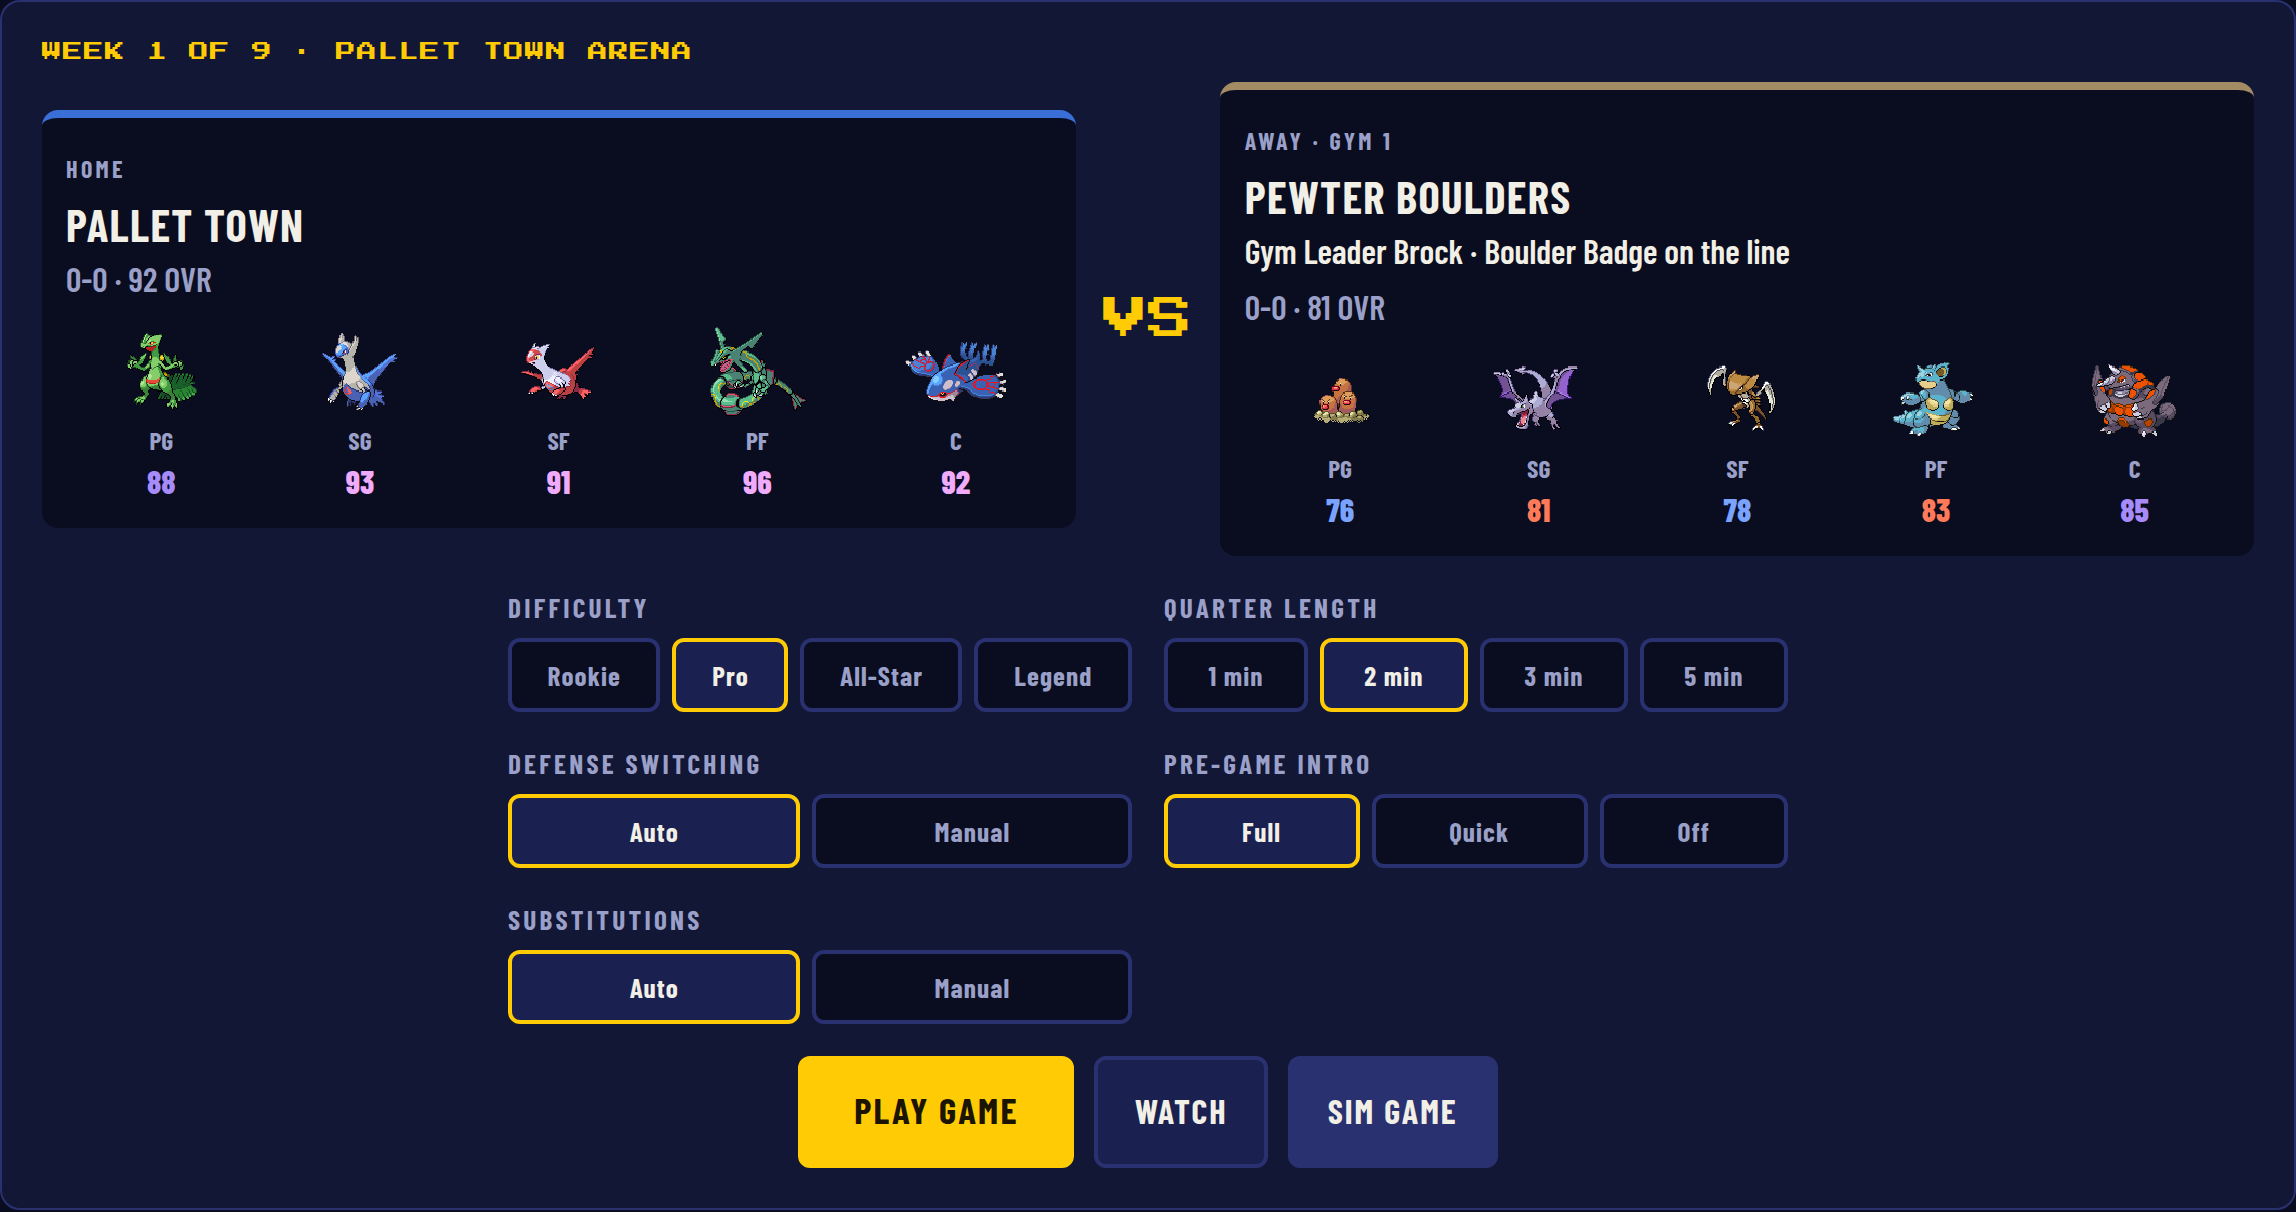 WEEK 1 OF 9 · PALLET TOWN ARENA
HOME
PALLET TOWN
0-0 · 92 OVR
PG
88
SG
93
SF
91
PF
96
C
92
VS
AWAY · GYM 1
PEWTER BOULDERS
Gym Leader Brock · Boulder Badge on the line
0-0 · 81 OVR
PG
76
SG
81
SF
78
PF
83
C
85
DIFFICULTY
Rookie
Pro
All-Star
Legend
QUARTER LENGTH
1 min
2 min
3 min
5 min
DEFENSE SWITCHING
Auto
Manual
PRE-GAME INTRO
Full
Quick
Off
SUBSTITUTIONS
Auto
Manual
PLAY GAME
WATCH
SIM GAME